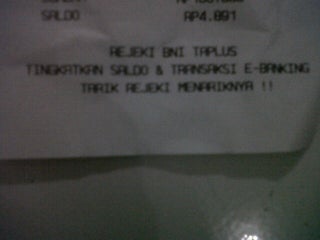 SALDO RP4.891
REJEKI BNI TAPLUS
TINGKATKAN SALDO & TRANSAKSI E-BANKING
TARIK REJEKI MENARIKNYA !!